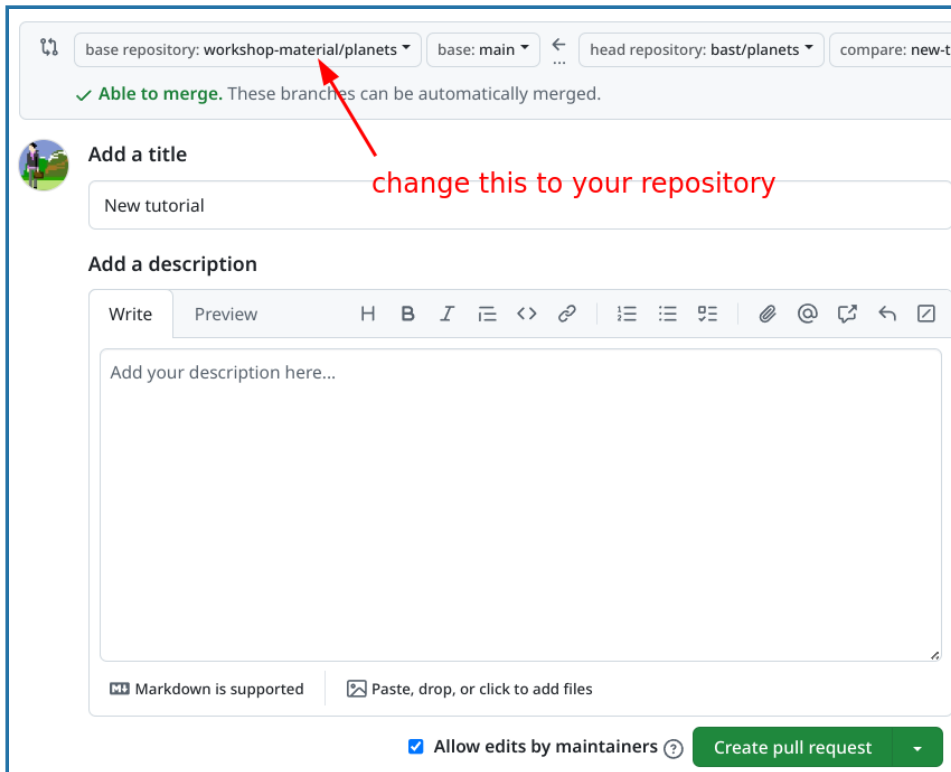 base repository: workshop-material/planets base: main ... head repository: bast/planets compare: new-t
Able to merge. These branches can be automatically merged.
Add a title
change this to your repository
New tutorial
Add a description
Write Preview
Add your description here...
Markdown is supported Paste, drop, or click to add files
Allow edits by maintainers Create pull request